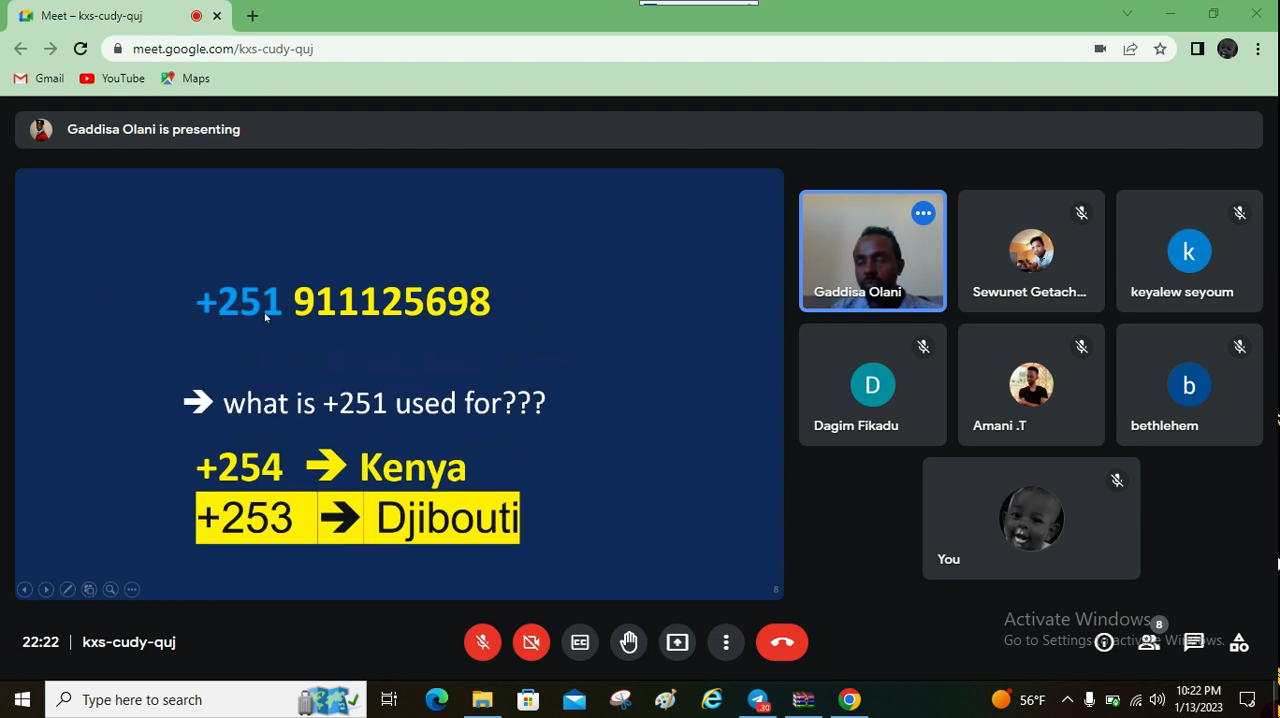 Meet – kxs-cudy-quj
meet.google.com/kxs-cudy-quj
Gmail YouTube Maps
Gaddisa Olani is presenting
+251 911125698
➔ what is +251 used for???
+254 ➔ Kenya
+253 ➔ Djibouti
8
Gaddisa Olani
Sewunet Getach...
k
keyalew seyoum
D
Dagim Fikadu
Amani .T
b
bethlehem
You
Activate Windows
Go to Settings to activate Windows.
22:22 kxs-cudy-quj
8
Type here to search
30
56°F
10:22 PM
1/13/2023